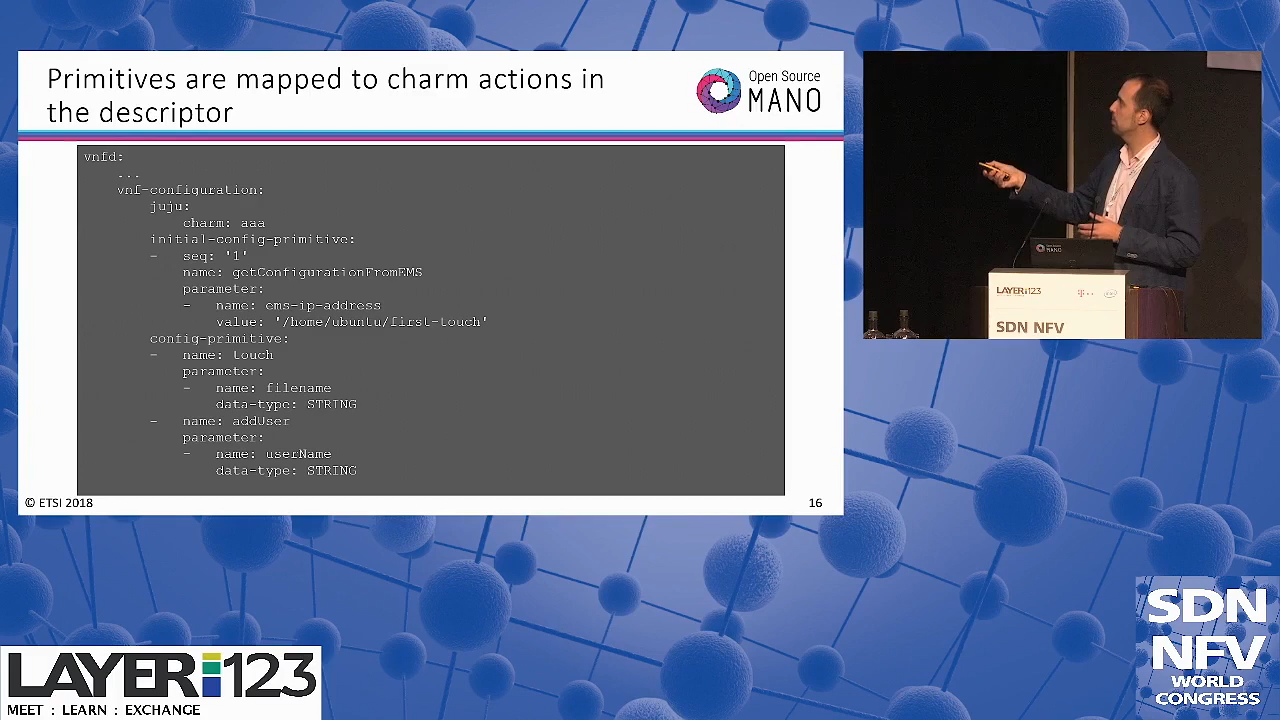 Primitives are mapped to charm actions in
the descriptor
Open Source
MANO
vnfd:
...
vnf-configuration:
juju:
charm: aaa
initial-config-primitive:
- seq: '1'
name: getConfigurationFromEMS
parameter:
- name: ems-ip-address
value: '/home/ubuntu/first-touch'
config-primitive:
- name: touch
parameter:
- name: filename
data-type: STRING
- name: addUser
parameter:
- name: userName
data-type: STRING
© ETSI 2018
16
MANO
LAYER123
SDN NFV
LAYER123
MEET : LEARN : EXCHANGE
SDN
NFV
WORLD
CONGRESS